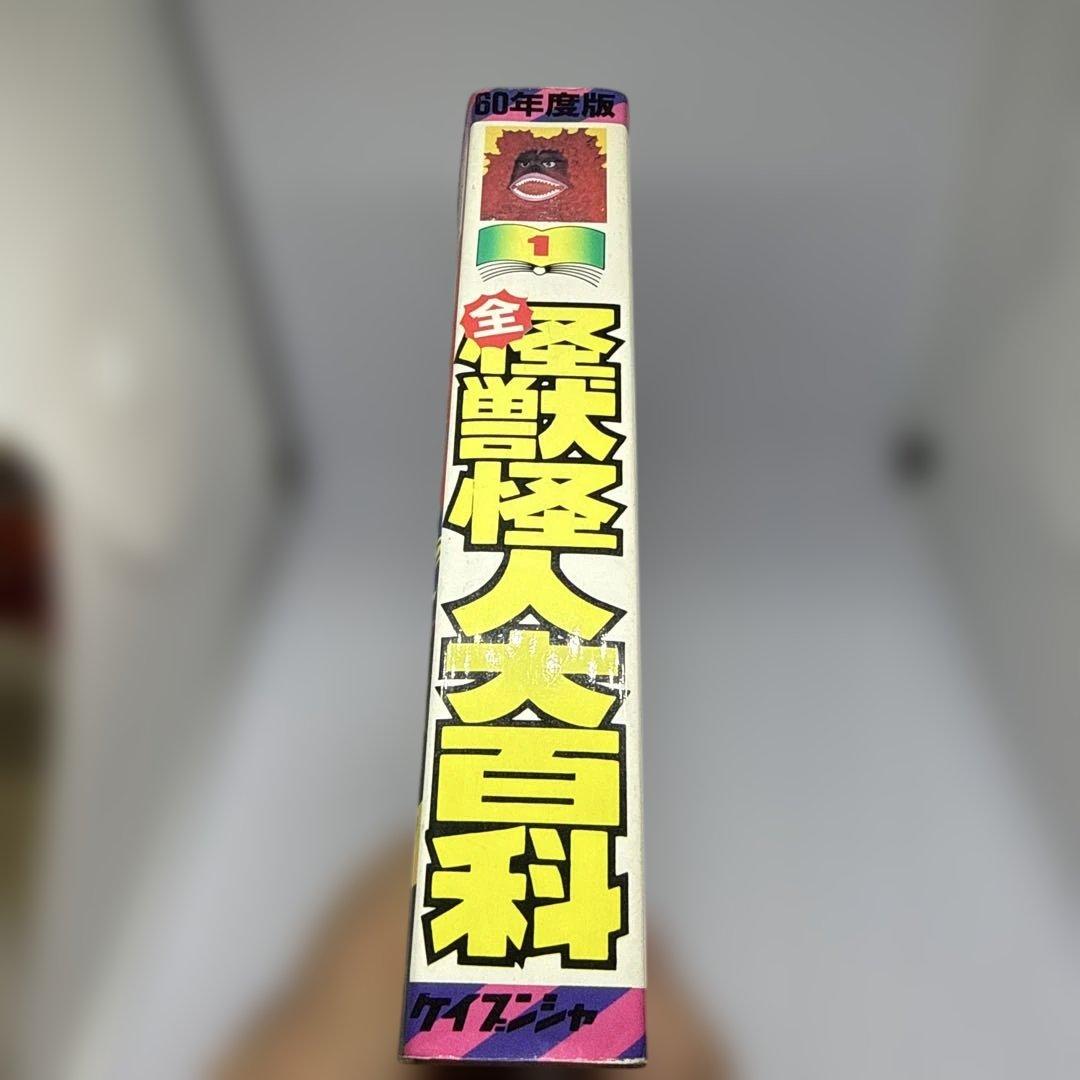 60年度版
1
全
怪獣怪人大百科
ケイブンシャ